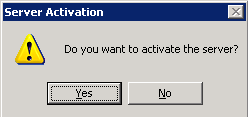 Server Activation
Do you want to activate the server?
Yes
No